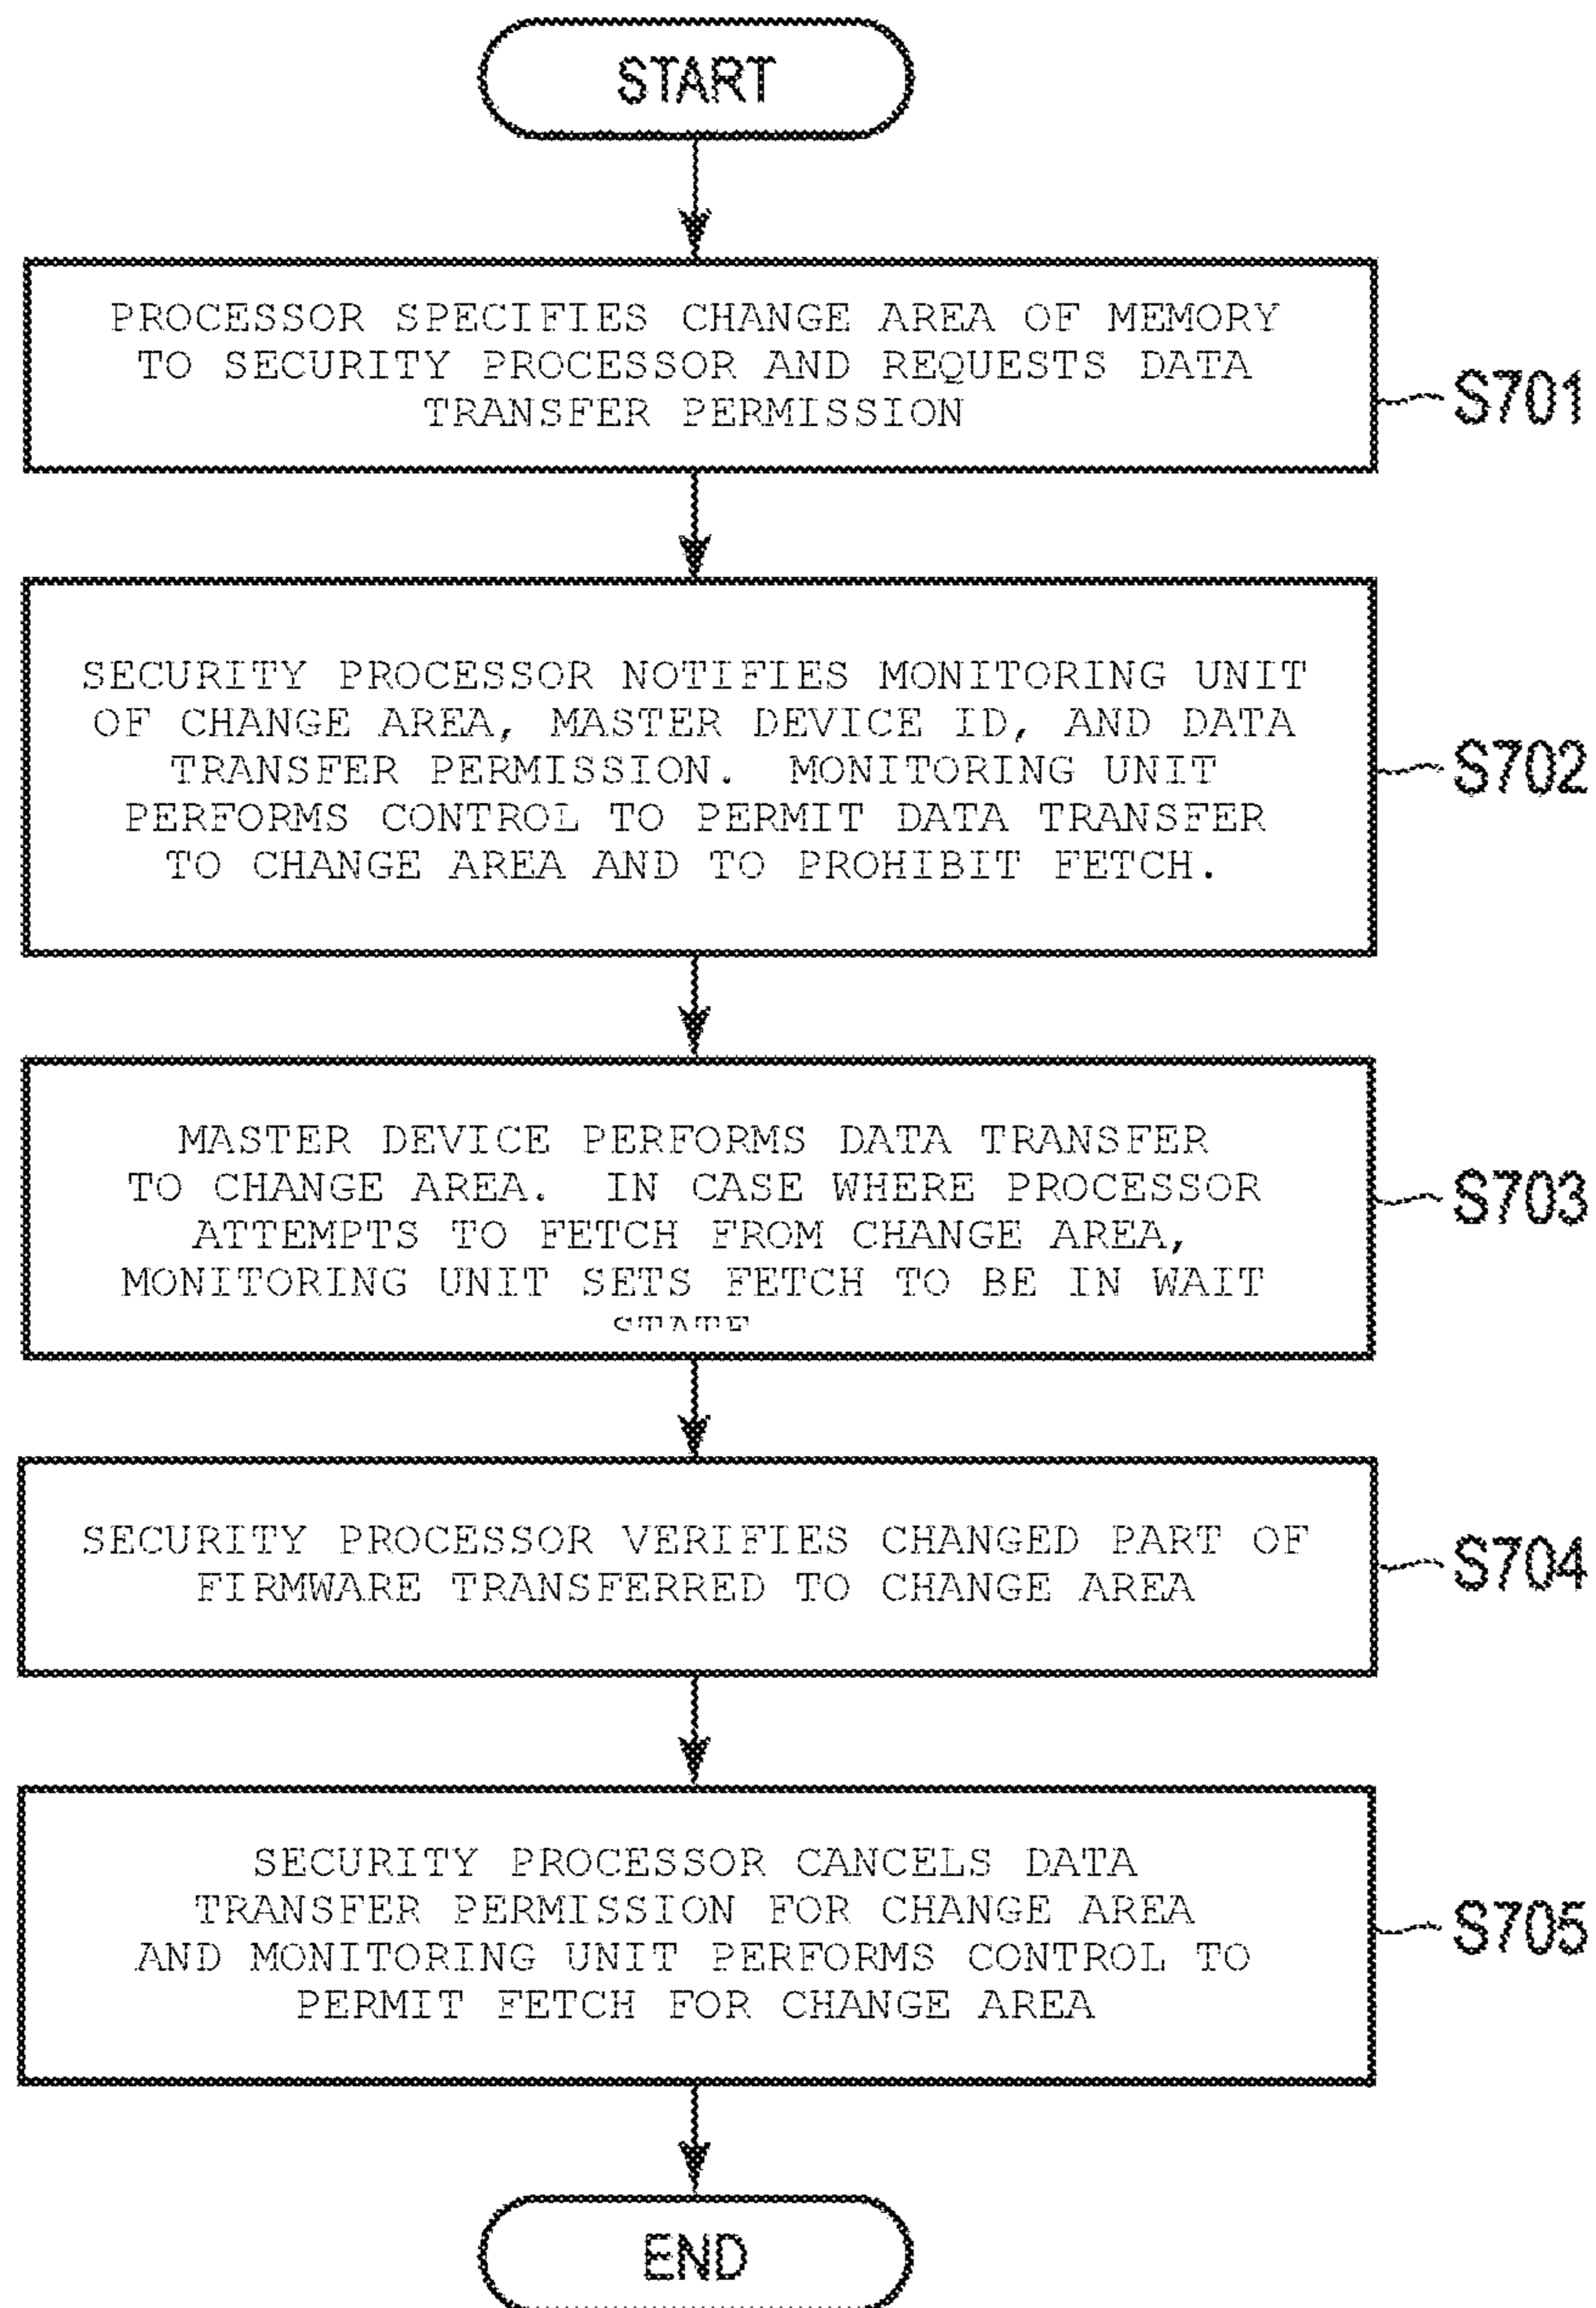 START
PROCESSOR SPECIFIES CHANGE AREA OF MEMORY
TO SECURITY PROCESSOR AND REQUESTS DATA
TRANSFER PERMISSION
S701
SECURITY PROCESSOR NOTIFIES MONITORING UNIT
OF CHANGE AREA, MASTER DEVICE ID, AND DATA
TRANSFER PERMISSION. MONITORING UNIT
PERFORMS CONTROL TO PERMIT DATA TRANSFER
TO CHANGE AREA AND TO PROHIBIT FETCH.
S702
MASTER DEVICE PERFORMS DATA TRANSFER
TO CHANGE AREA. IN CASE WHERE PROCESSOR
ATTEMPTS TO FETCH FROM CHANGE AREA,
MONITORING UNIT SETS FETCH TO BE IN WAIT
STATE
S703
SECURITY PROCESSOR VERIFIES CHANGED PART OF
FIRMWARE TRANSFERRED TO CHANGE AREA
S704
SECURITY PROCESSOR CANCELS DATA
TRANSFER PERMISSION FOR CHANGE AREA
AND MONITORING UNIT PERFORMS CONTROL TO
PERMIT FETCH FOR CHANGE AREA
S705
END